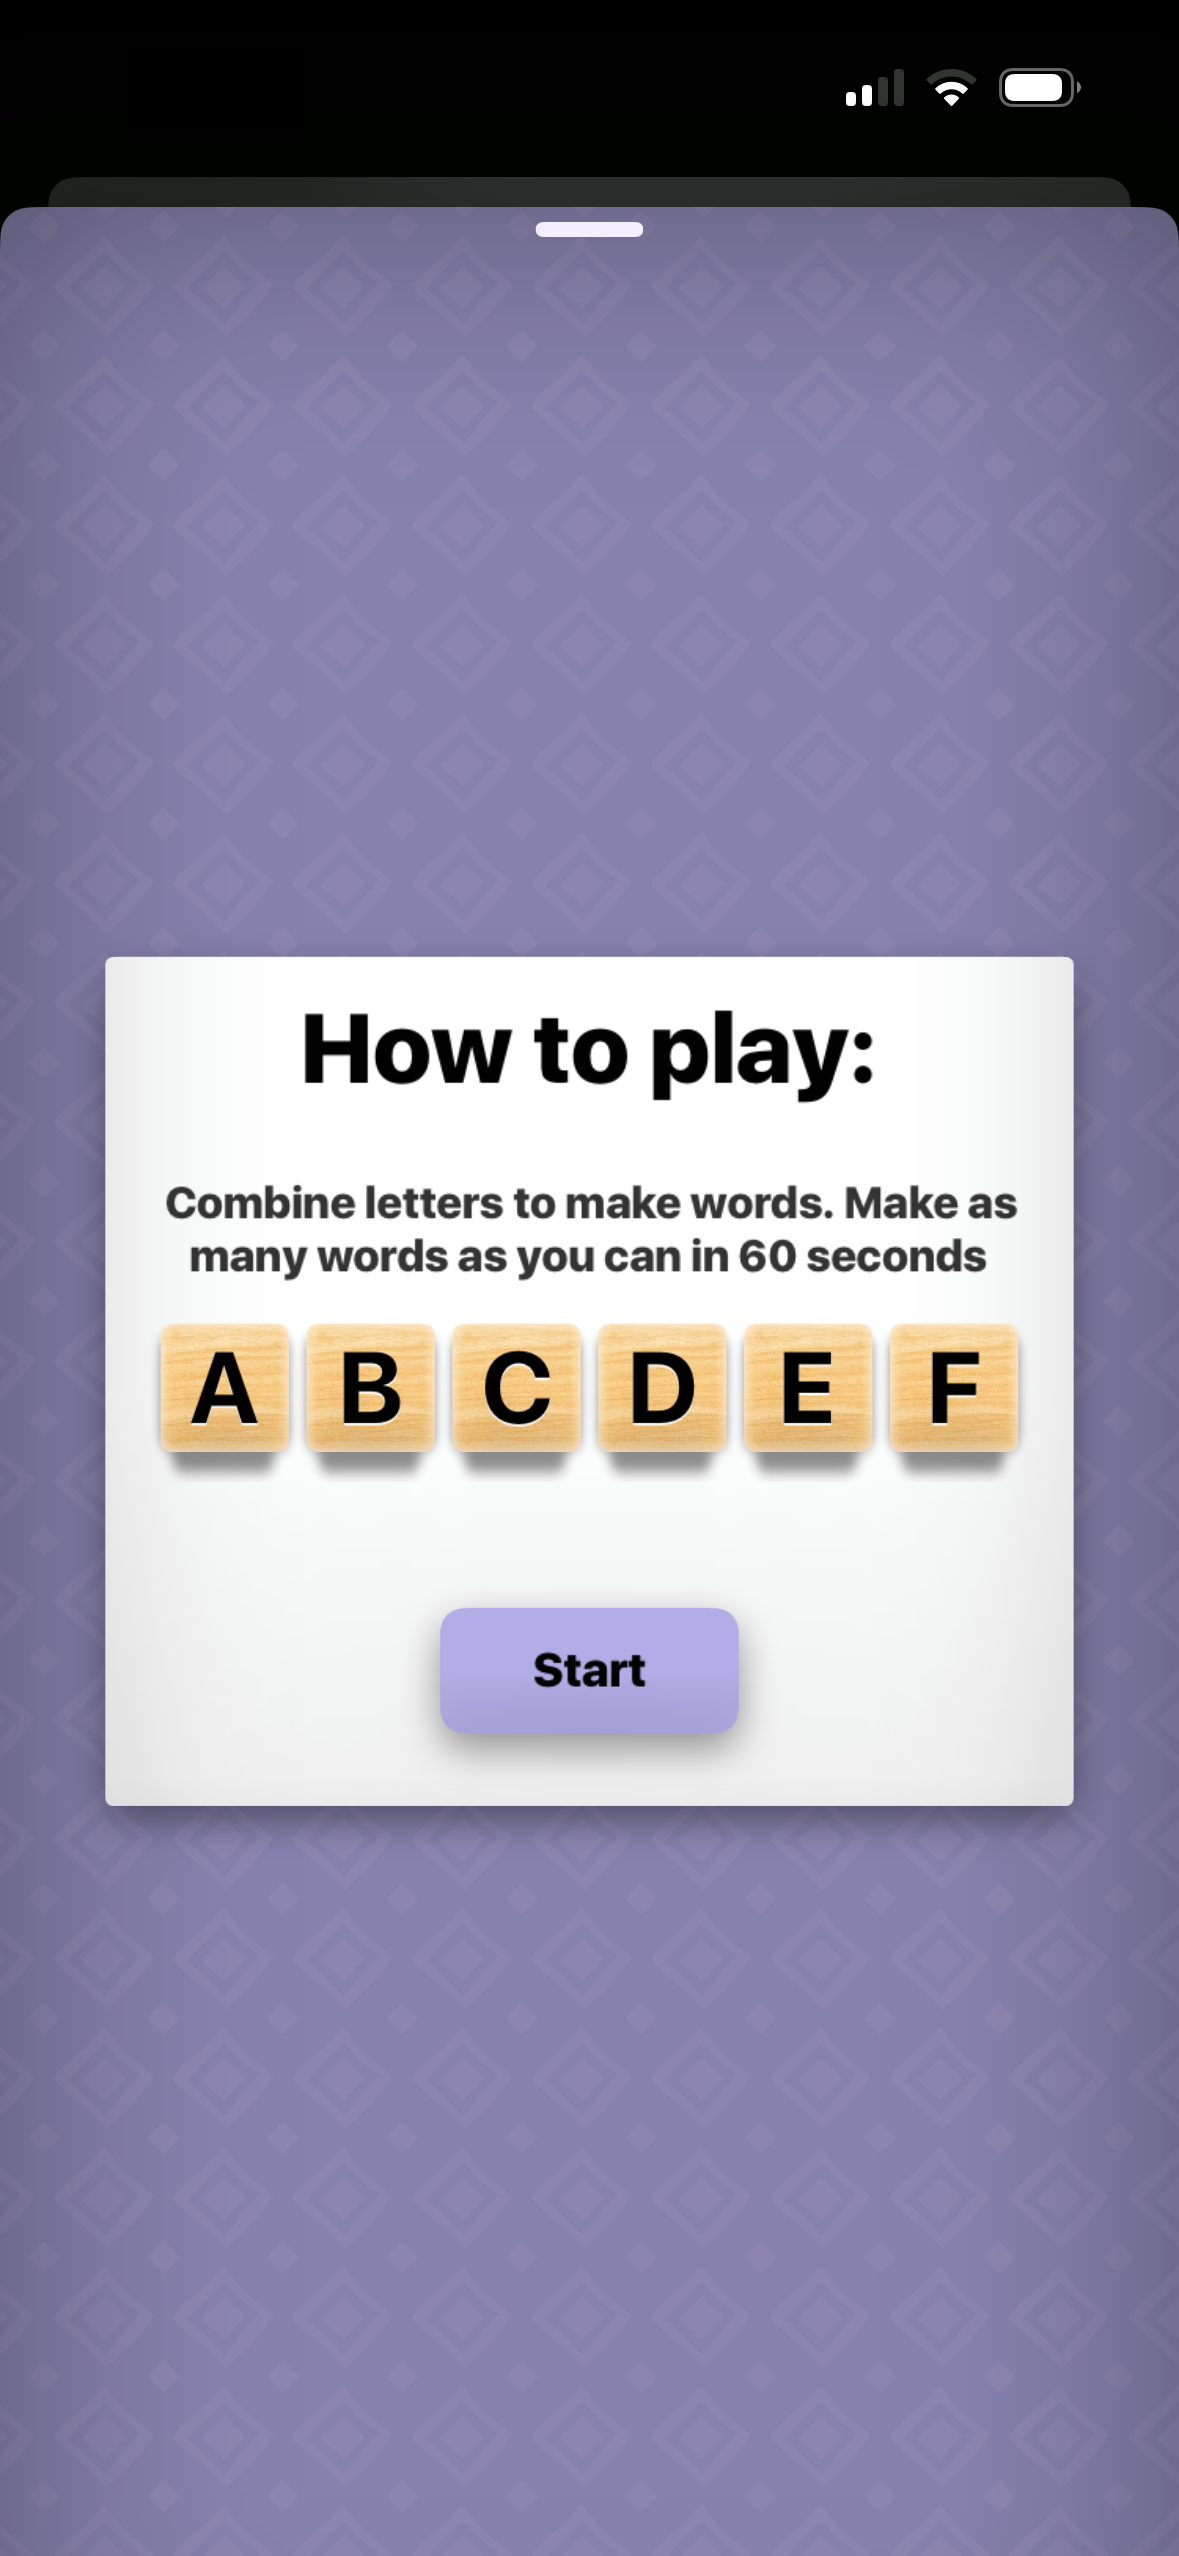 How to play:
Combine letters to make words. Make as
many words as you can in 60 seconds
A B C D E F
Start